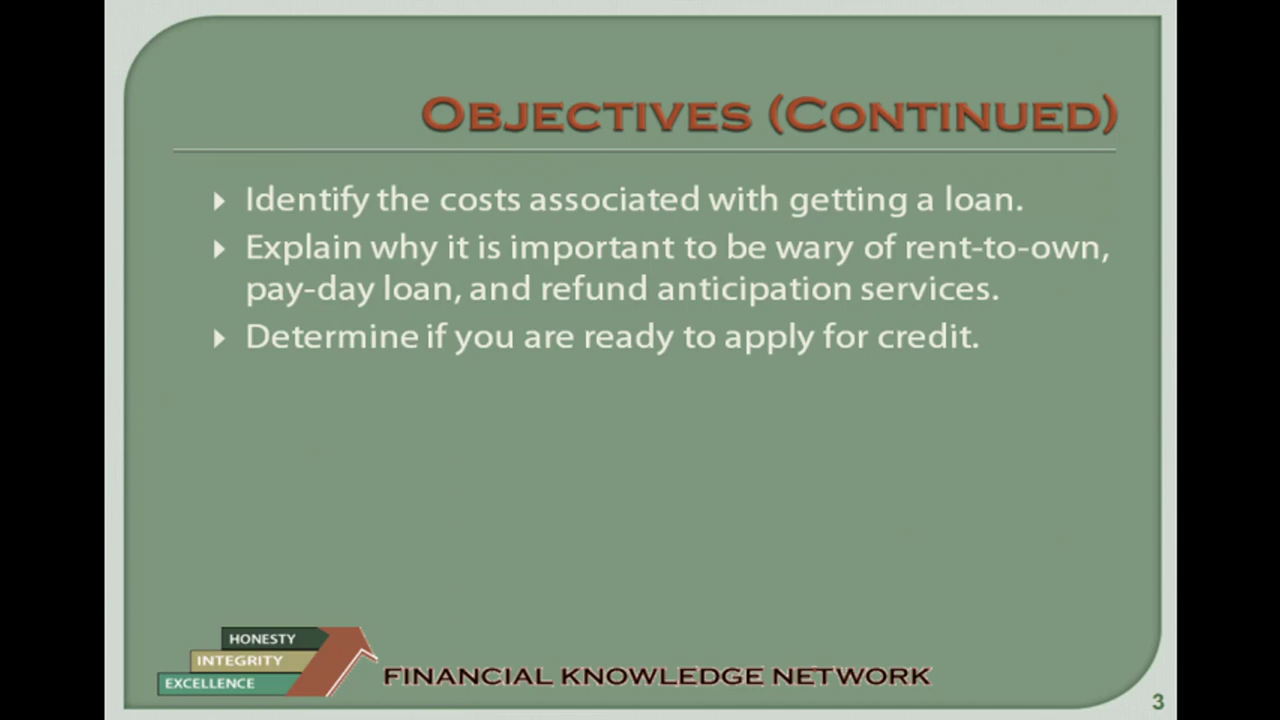 Objectives (Continued)
Identify the costs associated with getting a loan.
Explain why it is important to be wary of rent-to-own,
pay-day loan, and refund anticipation services.
Determine if you are ready to apply for credit.
HONESTY
INTEGRITY
EXCELLENCE
FINANCIAL KNOWLEDGE NETWORK
3